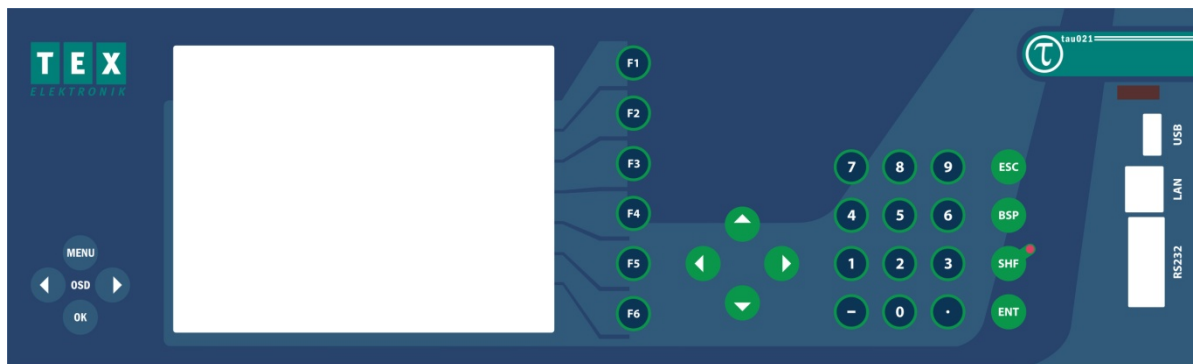 TEX
ELEKTRONIK
MENU
OSD
OK
F1
F2
F3
F4
F5
F6
7 8 9 ESC
4 5 6 BSP
1 2 3 SHF
- 0 . ENT
τ tau021
USB
LAN
RS232